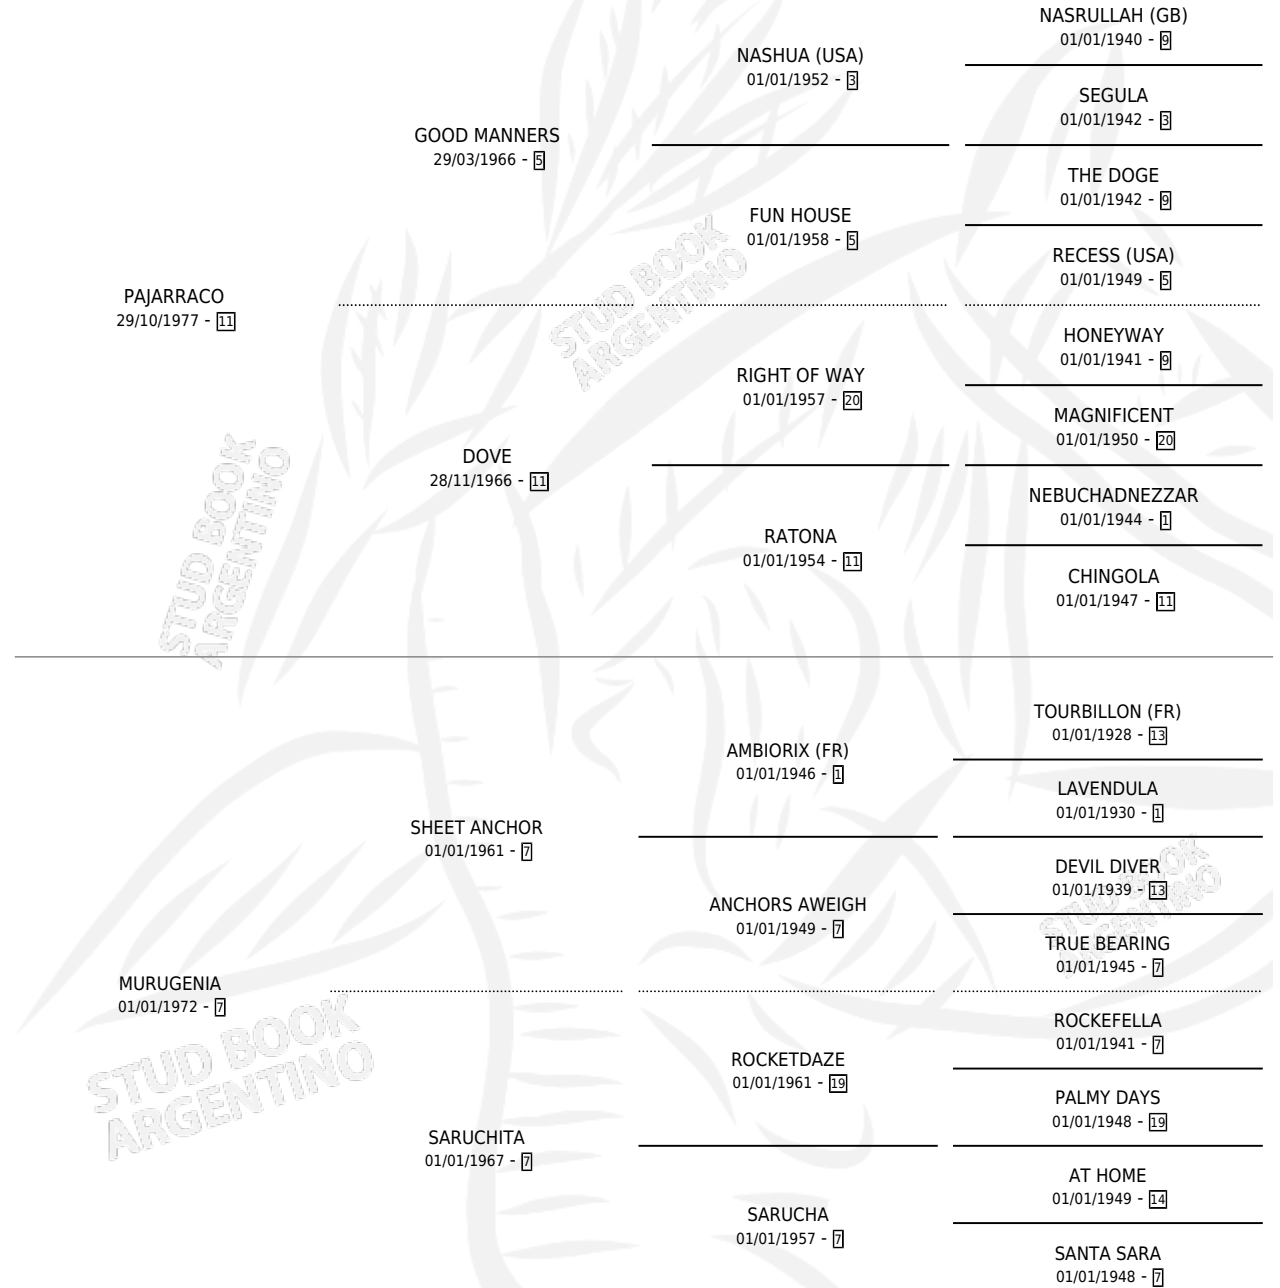 NASRULLAH (GB)
01/01/1940 - 9
NASHUA (USA)
01/01/1952 - 3
SEGULA
01/01/1942 - 3
GOOD MANNERS
29/03/1966 - 5
THE DOGE
01/01/1942 - 9
FUN HOUSE
01/01/1958 - 5
RECESS (USA)
01/01/1949 - 5
PAJARRACO
29/10/1977 - 11
HONEYWAY
01/01/1941 - 9
RIGHT OF WAY
01/01/1957 - 20
MAGNIFICENT
01/01/1950 - 20
DOVE
28/11/1966 - 11
NEBUCHADNEZZAR
01/01/1944 - 1
RATONA
01/01/1954 - 11
CHINGOLA
01/01/1947 - 11
STUD BOOK
ARGENTINO
STUD BOOK
ARGENTINO
TOURBILLON (FR)
01/01/1928 - 13
AMBIORIX (FR)
01/01/1946 - 1
LAVENDULA
01/01/1930 - 1
SHEET ANCHOR
01/01/1961 - 7
DEVIL DIVER
01/01/1939 - 13
ANCHORS AWEIGH
01/01/1949 - 7
TRUE BEARING
01/01/1945 - 7
MURUGENIA
01/01/1972 - 7
ROCKEFELLA
01/01/1941 - 7
ROCKETDAZE
01/01/1961 - 19
PALMY DAYS
01/01/1948 - 19
SARUCHITA
01/01/1967 - 7
AT HOME
01/01/1949 - 14
SARUCHA
01/01/1957 - 7
SANTA SARA
01/01/1948 - 7
STUD BOOK
ARGENTINO
STUD BOOK
ARGENTINO